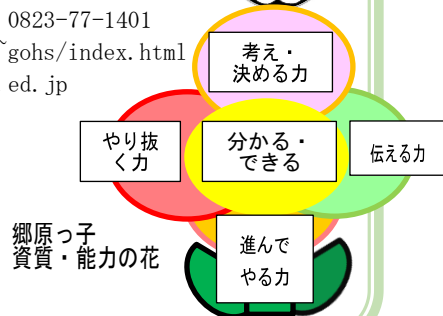 0823-77-1401
gohs/index.html
ed.jp
考え・
決める力
やり抜
く力
分かる・
できる
伝える力
進んで
やる力
郷原っ子
資質・能力の花